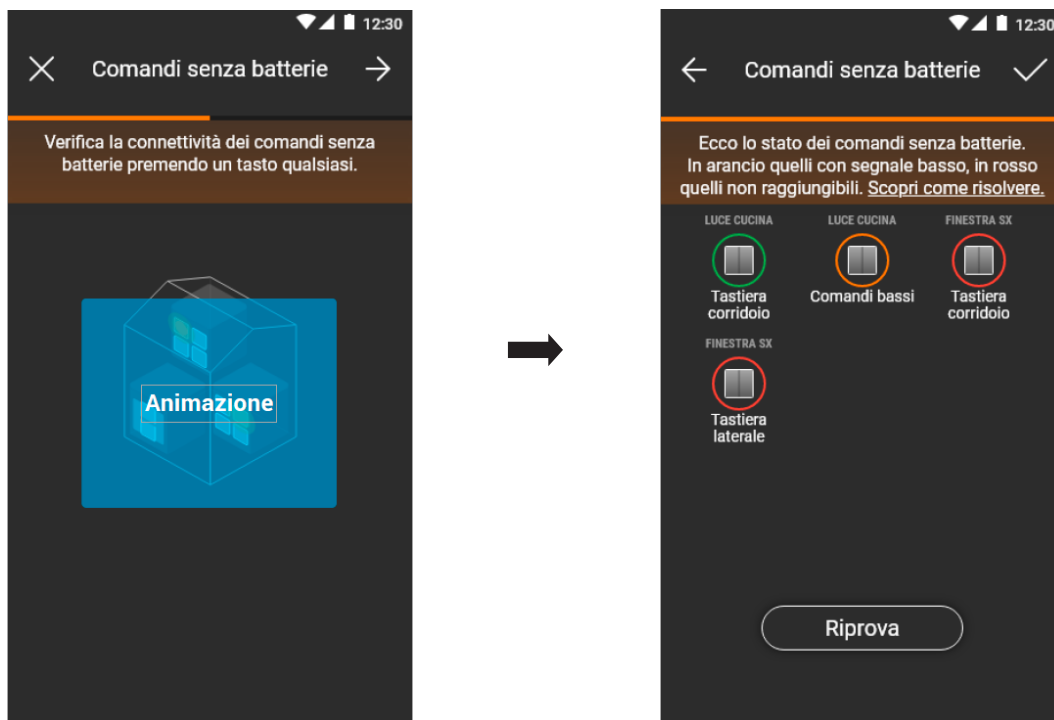 12:30
Comandi senza batterie
Verifica la connettività dei comandi senza
batterie premendo un tasto qualsiasi.
Animazione
12:30
Comandi senza batterie
Ecco lo stato dei comandi senza batterie.
In arancio quelli con segnale basso, in rosso
quelli non raggiungibili. Scopri come risolvere.
LUCE CUCINA LUCE CUCINA FINESTRA SX
Tastiera Comandi bassi Tastiera
corridoio corridoio
FINESTRA SX
Tastiera
laterale
Riprova